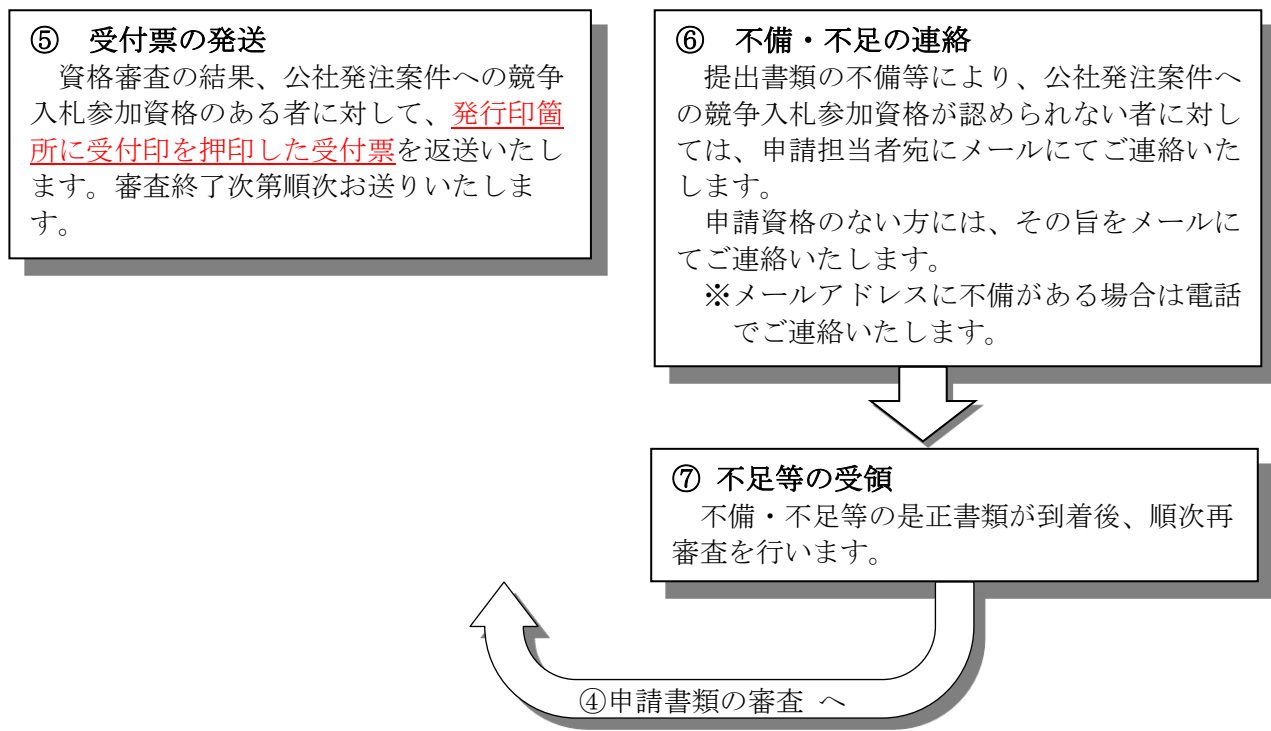 ⑤　受付票の発送
資格審査の結果、公社発注案件への競争
入札参加資格のある者に対して、発行印箇
所に受付印を押印した受付票を返送いたし
ます。審査終了次第順次お送りいたしま
す。
⑥　不備・不足の連絡
提出書類の不備等により、公社発注案件へ
の競争入札参加資格が認められない者に対し
ては、申請担当者宛にメールにてご連絡いた
します。
申請資格のない方には、その旨をメールに
てご連絡いたします。
※メールアドレスに不備がある場合は電話
でご連絡いたします。
⑦ 不足等の受領
不備・不足等の是正書類が到着後、順次再
審査を行います。
④申請書類の審査 へ